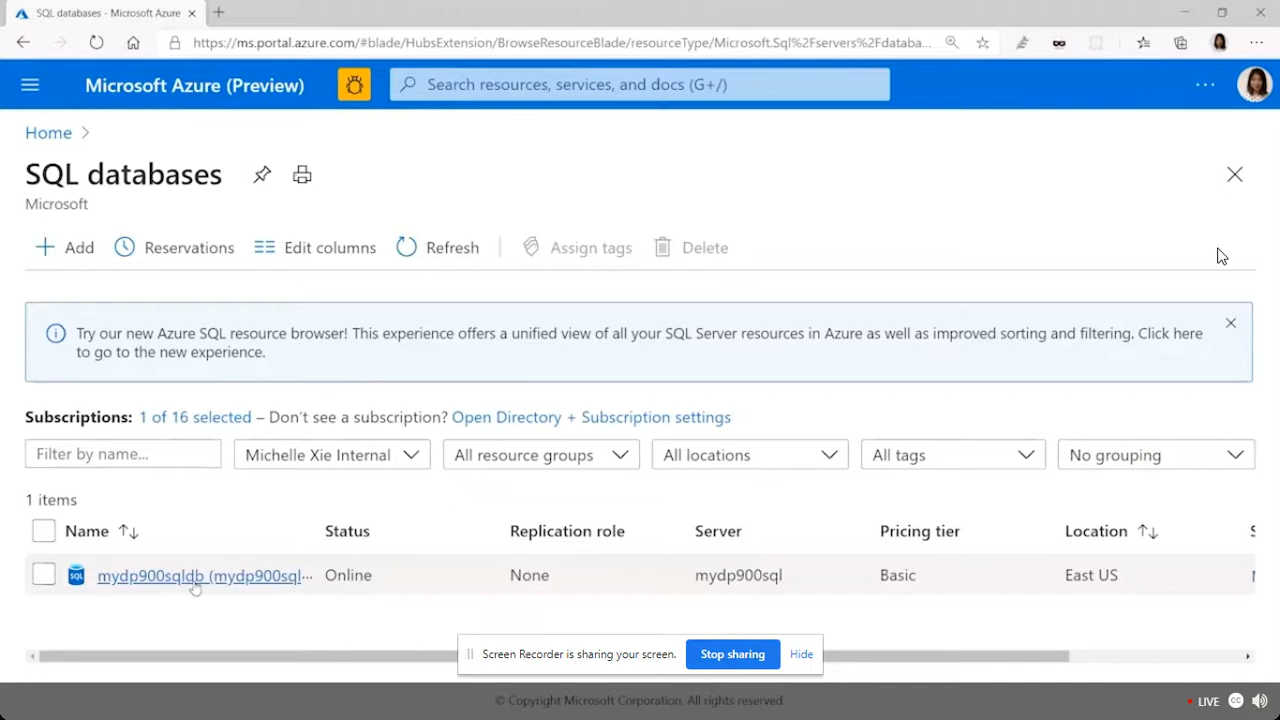 SQL databases - Microsoft Azure
https://ms.portal.azure.com/#blade/HubsExtension/BrowseResourceBlade/resourceType/Microsoft.Sql%2Fservers%2Fdataba...
Microsoft Azure (Preview)
Search resources, services, and docs (G+/)
Home
SQL databases
Microsoft
Add
Reservations
Edit columns
Refresh
Assign tags
Delete
Try our new Azure SQL resource browser! This experience offers a unified view of all your SQL Server resources in Azure as well as improved sorting and filtering. Click here
to go to the new experience.
Subscriptions: 1 of 16 selected – Don't see a subscription? Open Directory + Subscription settings
Filter by name...
Michelle Xie Internal
All resource groups
All locations
All tags
No grouping
1 items
Name
Status
Replication role
Server
Pricing tier
Location
SQL
mydp900sqldb (mydp900sql···
Online
None
mydp900sql
Basic
East US
Screen Recorder is sharing your screen.
Stop sharing
Hide
© Copyright Microsoft Corporation. All rights reserved.
LIVE
CC